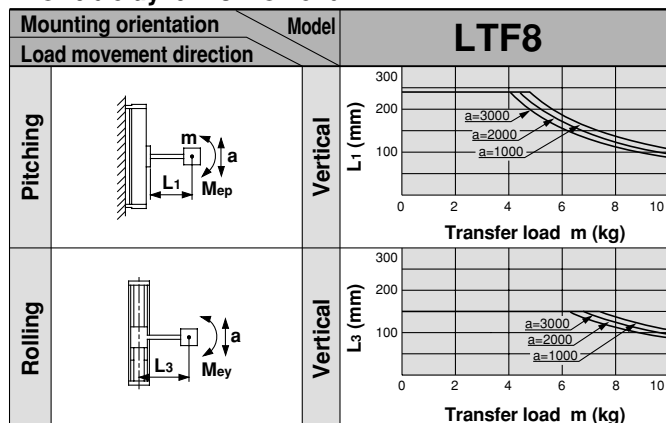 Mounting orientation
Model
LTF8
Load movement direction
Pitching
m
a
L1
Mep
Vertical
L1 (mm)
300
200
100
a=3000
a=2000
a=1000
0 2 4 6 8 10
Transfer load m (kg)
Rolling
a
L3
Mey
Vertical
L3 (mm)
300
200
100
a=3000
a=2000
a=1000
0 2 4 6 8 10
Transfer load m (kg)